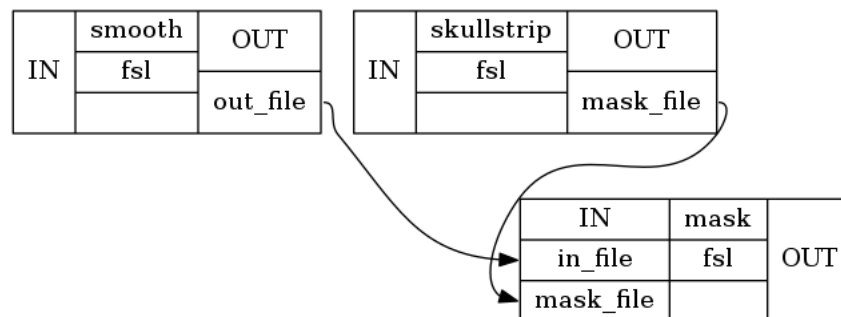 IN
smooth
fsl
OUT
out_file
IN
skullstrip
fsl
OUT
mask_file
IN
in_file
mask_file
mask
fsl
OUT